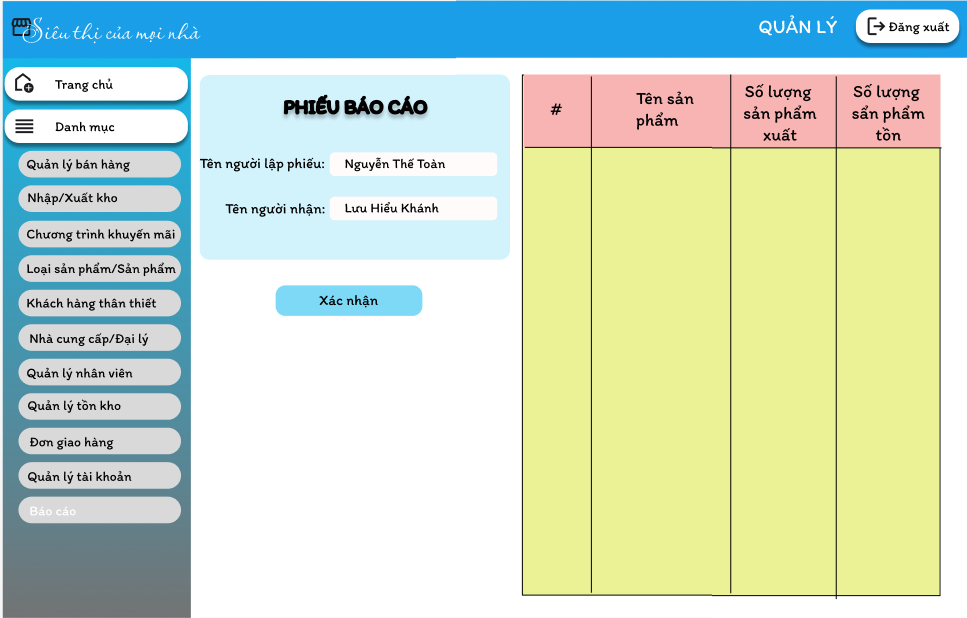 Siêu thị của mọi nhà
QUẢN LÝ
Đăng xuất
Trang chủ
Danh mục
Quản lý bán hàng
Nhập/Xuất kho
Chương trình khuyến mãi
Loại sản phẩm/Sản phẩm
Khách hàng thân thiết
Nhà cung cấp/Đại lý
Quản lý nhân viên
Quản lý tồn kho
Đơn giao hàng
Quản lý tài khoản
Báo cáo
PHIẾU BÁO CÁO
Tên người lập phiếu: Nguyễn Thế Toàn
Tên người nhận: Lưu Hiểu Khánh
Xác nhận
#
Tên sản
phẩm
Số lượng
sản phẩm
xuất
Số lượng
sẩn phẩm
tồn